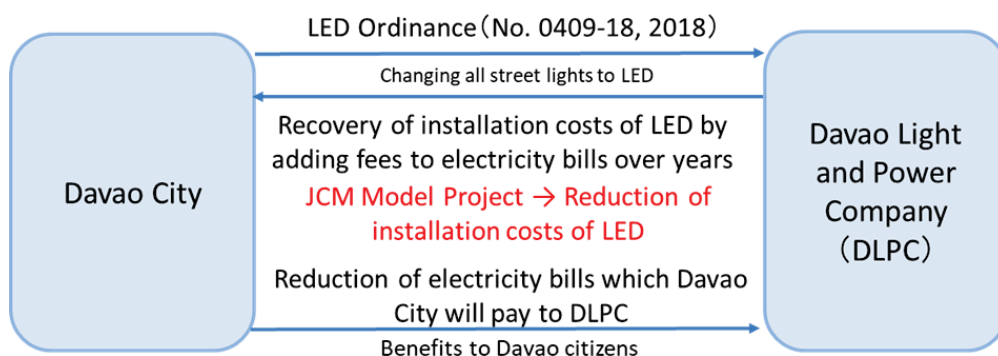 LED Ordinance（No. 0409-18, 2018）
Changing all street lights to LED
Davao City
Recovery of installation costs of LED by
adding fees to electricity bills over years
JCM Model Project → Reduction of
installation costs of LED
Reduction of electricity bills which Davao
City will pay to DLPC
Benefits to Davao citizens
Davao Light
and Power
Company
（DLPC）